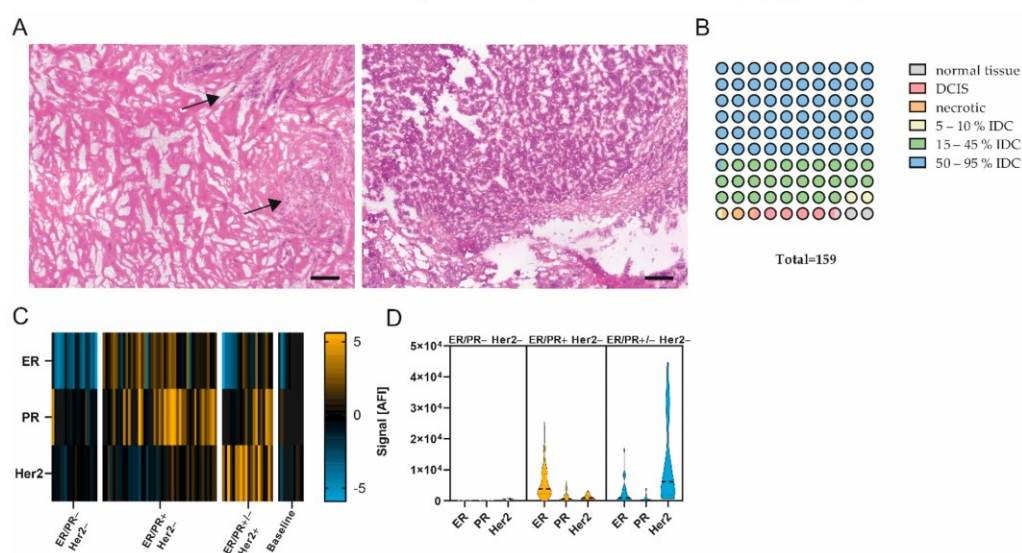 A
B
normal tissue
DCIS
necrotic
5 – 10 % IDC
15 – 45 % IDC
50 – 95 % IDC
Total=159
C
ER
PR
Her2
5
0
-5
ER/PR–
Her2–
ER/PR+
Her2–
ER/PR+/–
Her2+
Baseline
D
ER/PR– Her2–
ER/PR+ Her2–
ER/PR+/– Her2–
Signal [AFI]
5×10⁴
4×10⁴
3×10⁴
2×10⁴
1×10⁴
0
ER
PR
Her2
ER
PR
Her2
ER
PR
Her2